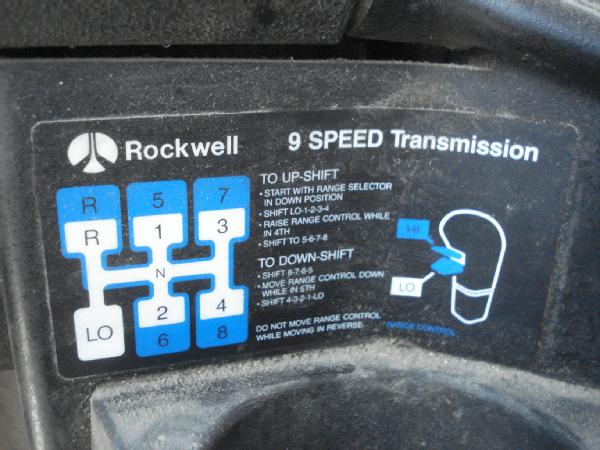 Rockwell
9 SPEED Transmission
R 5 7
R 1 3
N
LO 2 4
6 8
TO UP-SHIFT
• START WITH RANGE SELECTOR
IN DOWN POSITION
• SHIFT LO-1-2-3-4
• RAISE RANGE CONTROL WHILE
IN 4TH
• SHIFT TO 5-6-7-8
TO DOWN-SHIFT
• SHIFT 8-7-6-5
• MOVE RANGE CONTROL DOWN
WHILE IN 5TH
• SHIFT 4-3-2-1-LO
DO NOT MOVE RANGE CONTROL
WHILE MOVING IN REVERSE
HI
LO
RANGE CONTROL